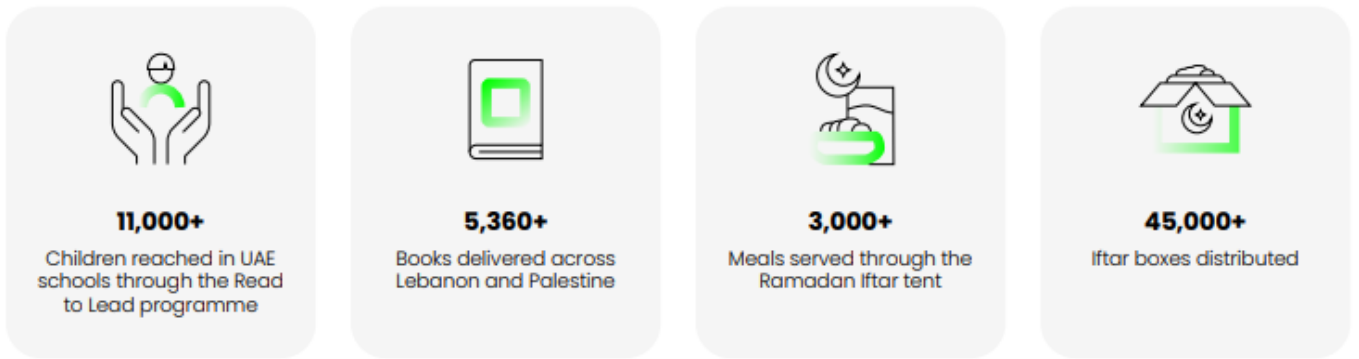 11,000+
Children reached in UAE
schools through the Read
to Lead programme
5,360+
Books delivered across
Lebanon and Palestine
3,000+
Meals served through the
Ramadan Iftar tent
45,000+
Iftar boxes distributed